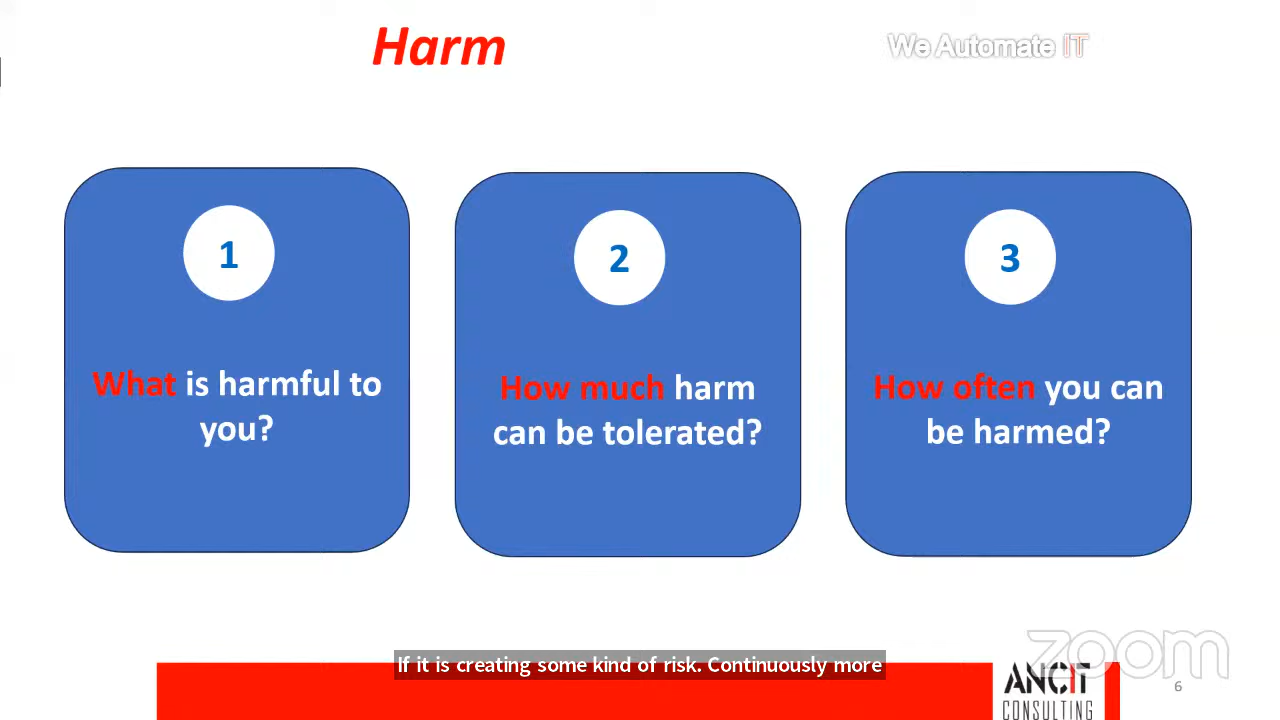 Harm
We Automate IT
1
What is harmful to
you?
2
How much harm
can be tolerated?
3
How often you can
be harmed?
If it is creating some kind of risk. Continuously more
zoom
ANCIT
CONSULTING
6